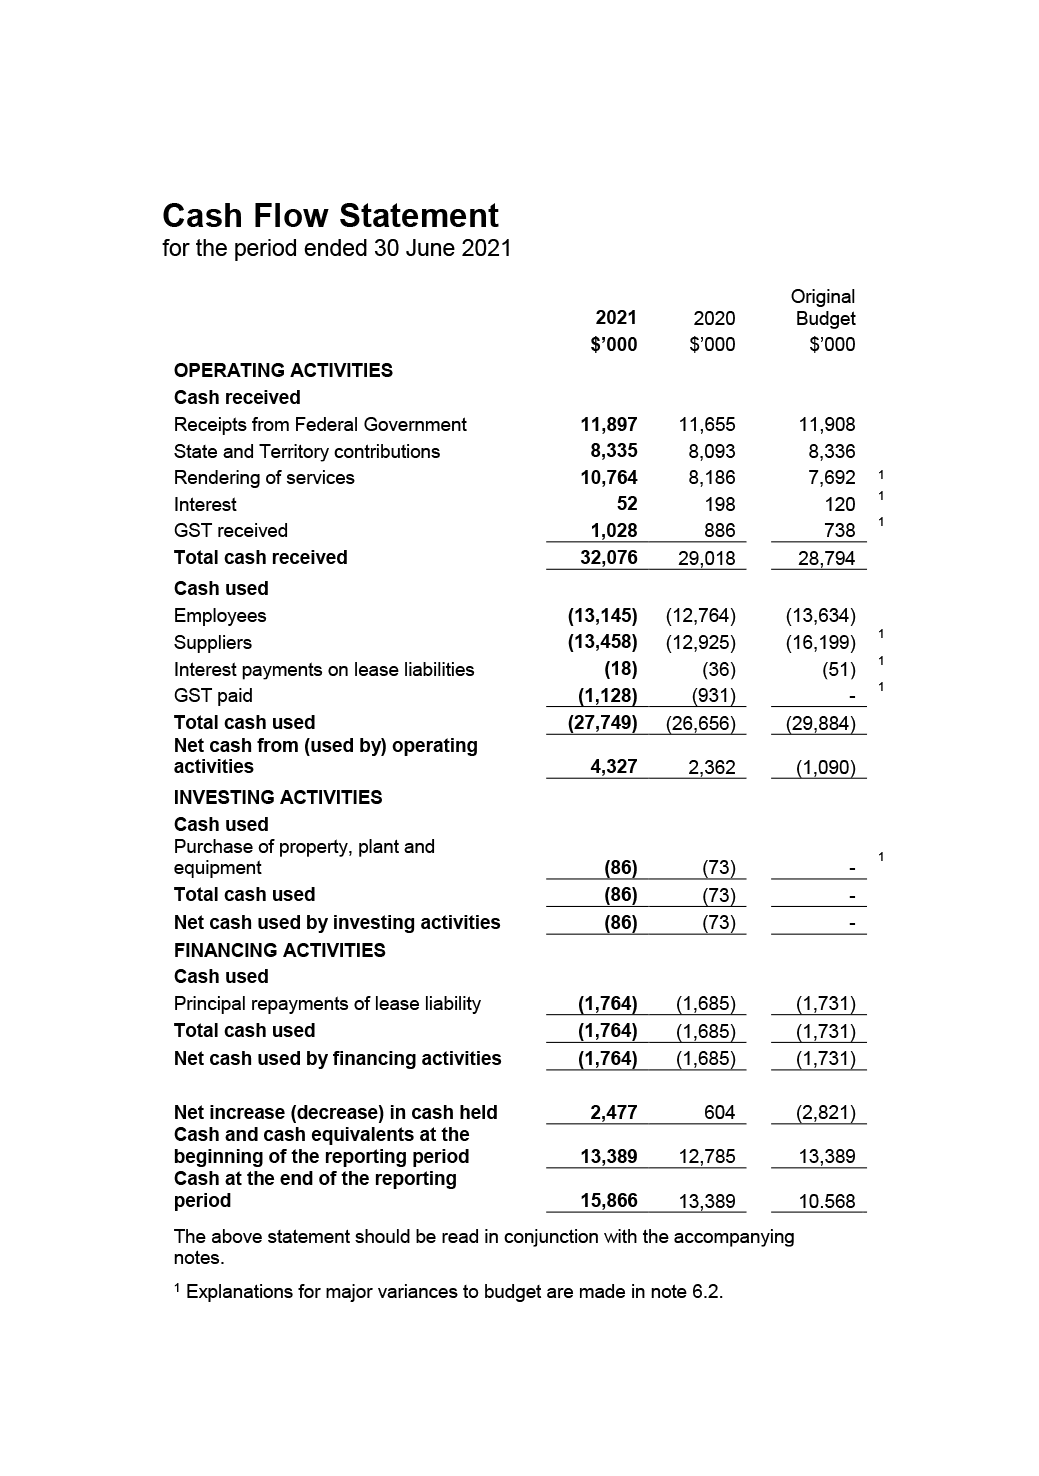 Cash Flow Statement
for the period ended 30 June 2021
Original
2021 2020 Budget
$’000 $’000 $’000
OPERATING ACTIVITIES
Cash received
Receipts from Federal Government 11,897 11,655 11,908
State and Territory contributions 8,335 8,093 8,336
Rendering of services 10,764 8,186 7,692 1
Interest 52 198 120 1
GST received 1,028 886 738 1
Total cash received 32,076 29,018 28,794
Cash used
Employees (13,145) (12,764) (13,634)
Suppliers (13,458) (12,925) (16,199) 1
Interest payments on lease liabilities (18) (36) (51) 1
GST paid (1,128) (931) - 1
Total cash used (27,749) (26,656) (29,884)
Net cash from (used by) operating
activities 4,327 2,362 (1,090)
INVESTING ACTIVITIES
Cash used
Purchase of property, plant and
equipment (86) (73) - 1
Total cash used (86) (73) -
Net cash used by investing activities (86) (73) -
FINANCING ACTIVITIES
Cash used
Principal repayments of lease liability (1,764) (1,685) (1,731)
Total cash used (1,764) (1,685) (1,731)
Net cash used by financing activities (1,764) (1,685) (1,731)
Net increase (decrease) in cash held 2,477 604 (2,821)
Cash and cash equivalents at the
beginning of the reporting period 13,389 12,785 13,389
Cash at the end of the reporting
period 15,866 13,389 10.568
The above statement should be read in conjunction with the accompanying
notes.
1 Explanations for major variances to budget are made in note 6.2.